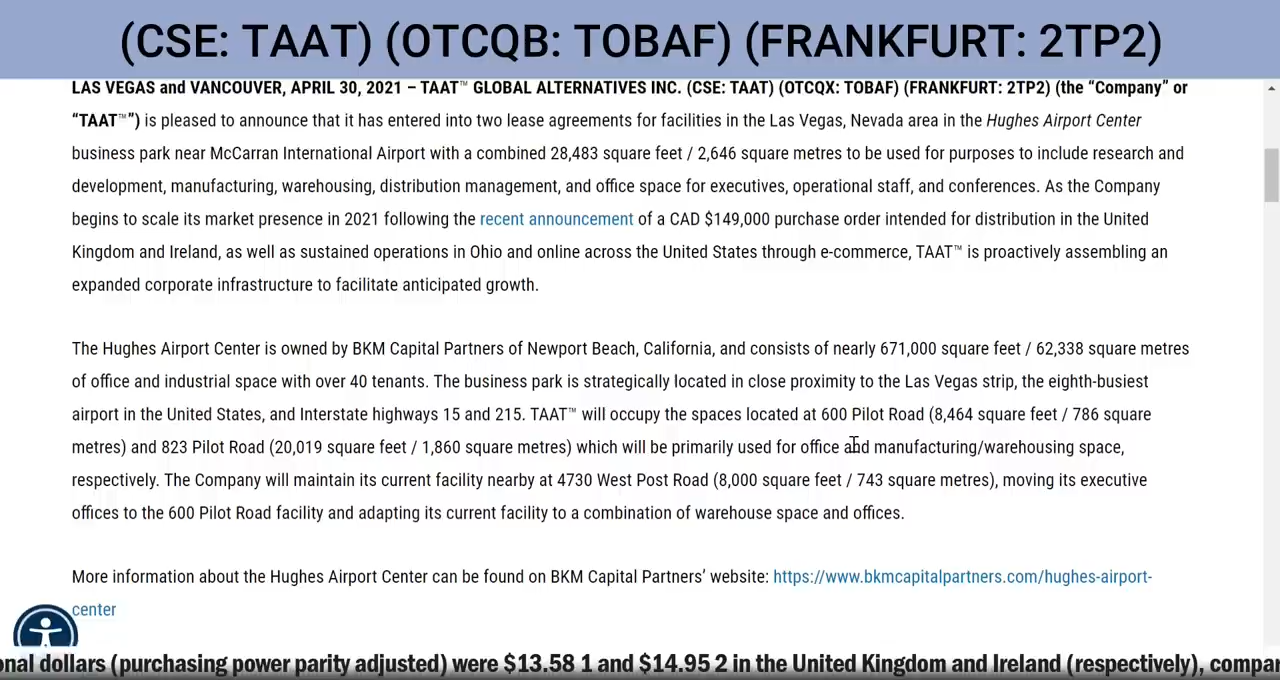 (CSE: TAAT) (OTCQB: TOBAF) (FRANKFURT: 2TP2)
LAS VEGAS and VANCOUVER, APRIL 30, 2021 – TAAT™ GLOBAL ALTERNATIVES INC. (CSE: TAAT) (OTCQX: TOBAF) (FRANKFURT: 2TP2) (the “Company” or
“TAAT™”) is pleased to announce that it has entered into two lease agreements for facilities in the Las Vegas, Nevada area in the Hughes Airport Center
business park near McCarran International Airport with a combined 28,483 square feet / 2,646 square metres to be used for purposes to include research and
development, manufacturing, warehousing, distribution management, and office space for executives, operational staff, and conferences. As the Company
begins to scale its market presence in 2021 following the recent announcement of a CAD $149,000 purchase order intended for distribution in the United
Kingdom and Ireland, as well as sustained operations in Ohio and online across the United States through e-commerce, TAAT™ is proactively assembling an
expanded corporate infrastructure to facilitate anticipated growth.
The Hughes Airport Center is owned by BKM Capital Partners of Newport Beach, California, and consists of nearly 671,000 square feet / 62,338 square metres
of office and industrial space with over 40 tenants. The business park is strategically located in close proximity to the Las Vegas strip, the eighth-busiest
airport in the United States, and Interstate highways 15 and 215. TAAT™ will occupy the spaces located at 600 Pilot Road (8,464 square feet / 786 square
metres) and 823 Pilot Road (20,019 square feet / 1,860 square metres) which will be primarily used for office and manufacturing/warehousing space,
respectively. The Company will maintain its current facility nearby at 4730 West Post Road (8,000 square feet / 743 square metres), moving its executive
offices to the 600 Pilot Road facility and adapting its current facility to a combination of warehouse space and offices.
More information about the Hughes Airport Center can be found on BKM Capital Partners’ website: https://www.bkmcapitalpartners.com/hughes-airport-
center
onal dollars (purchasing power parity adjusted) were $13.58 1 and $14.95 2 in the United Kingdom and Ireland (respectively), compar